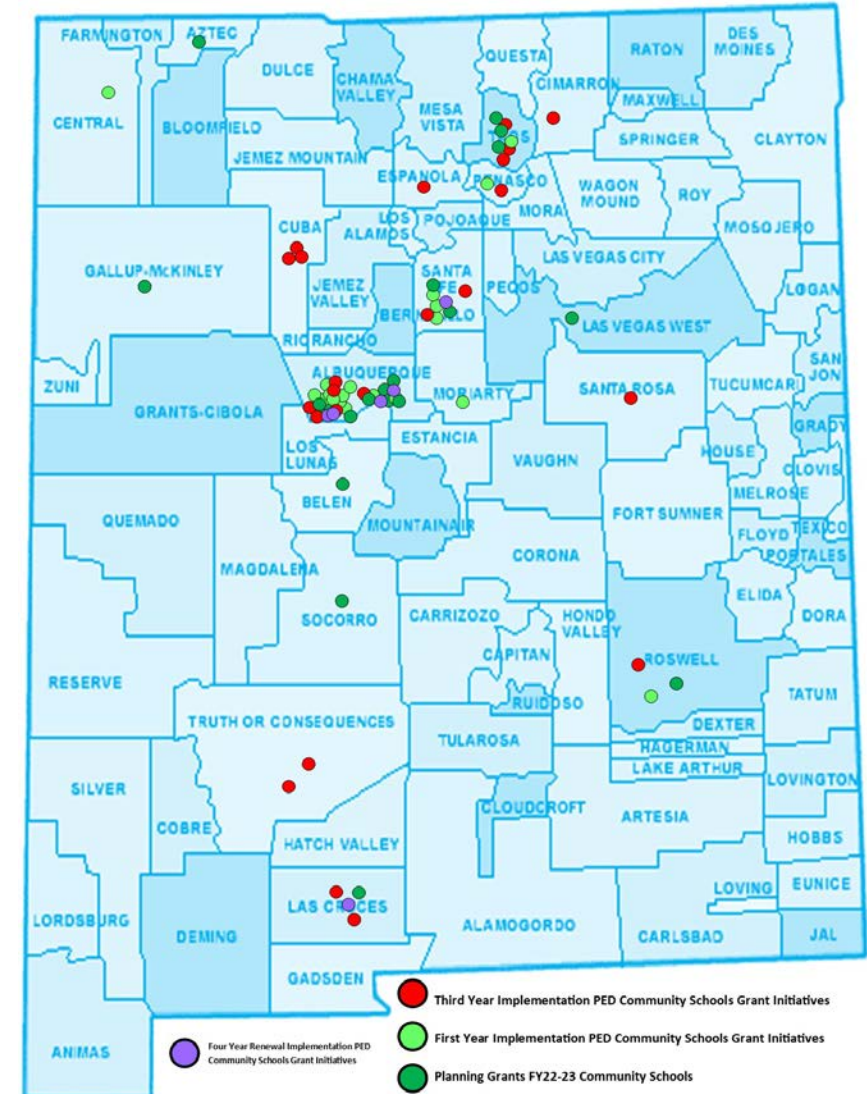 FARMINGTON
AZTEC
DULCE
CHAMA
VALLEY
QUESTA
RATON
DES
MOINES
CIMARRON
MAXWELL
CENTRAL
BLOOMFIELD
MESA
VISTA
TAOS
SPRINGER
CLAYTON
JEMEZ MOUNTAIN
ESPANOLA
PENASCO
WAGON
MOUND
ROY
MORA
MOSQJERO
CUBA
LOS
ALAMOS
POJOAQUE
GALLUP-McKINLEY
JEMEZ
VALLEY
SANTA
FE
PECOS
LAS VEGAS CITY
LOGAN
BERNALILLO
LAS VEGAS WEST
RIO RANCHO
ZUNI
ALBUQUERQUE
MORIARTY
SANTA ROSA
TUCUMCARI
SAN
JON
GRANTS-CIBOLA
GRADY
LOS
LUNAS
ESTANCIA
VAUGHN
HOUSE
CLOVIS
BELEN
MELROSE
QUEMADO
MOUNTAINAIR
FORT SUMNER
FLOYD
TEXICO
PORTALES
MAGDALENA
CORONA
ELIDA
SOCORRO
CARRIZOZO
HONDO
VALLEY
DORA
CAPITAN
ROSWELL
RESERVE
RUIDOSO
TATUM
TRUTH OR CONSEQUENCES
DEXTER
TULAROSA
HAGERMAN
LAKE ARTHUR
LOVINGTON
SILVER
CLOUDCROFT
ARTESIA
COBRE
HATCH VALLEY
HOBBS
LOVING
EUNICE
LORDSBURG
LAS CRUCES
DEMING
ALAMOGORDO
CARLSBAD
JAL
GADSDEN
ANIMAS
Third Year Implementation PED Community Schools Grant Initiatives
Four Year Renewal Implementation PED
Community Schools Grant Initiatives
First Year Implementation PED Community Schools Grant Initiatives
Planning Grants FY22-23 Community Schools